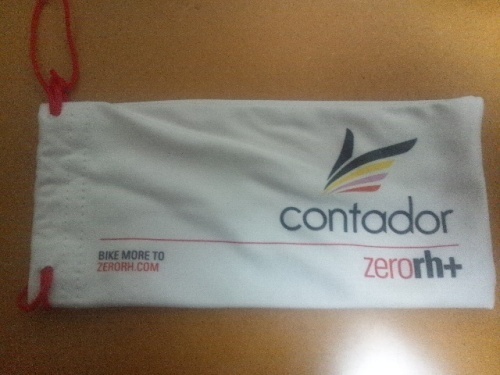 contador
BIKE MORE TO
ZERORH.COM
zerorh+